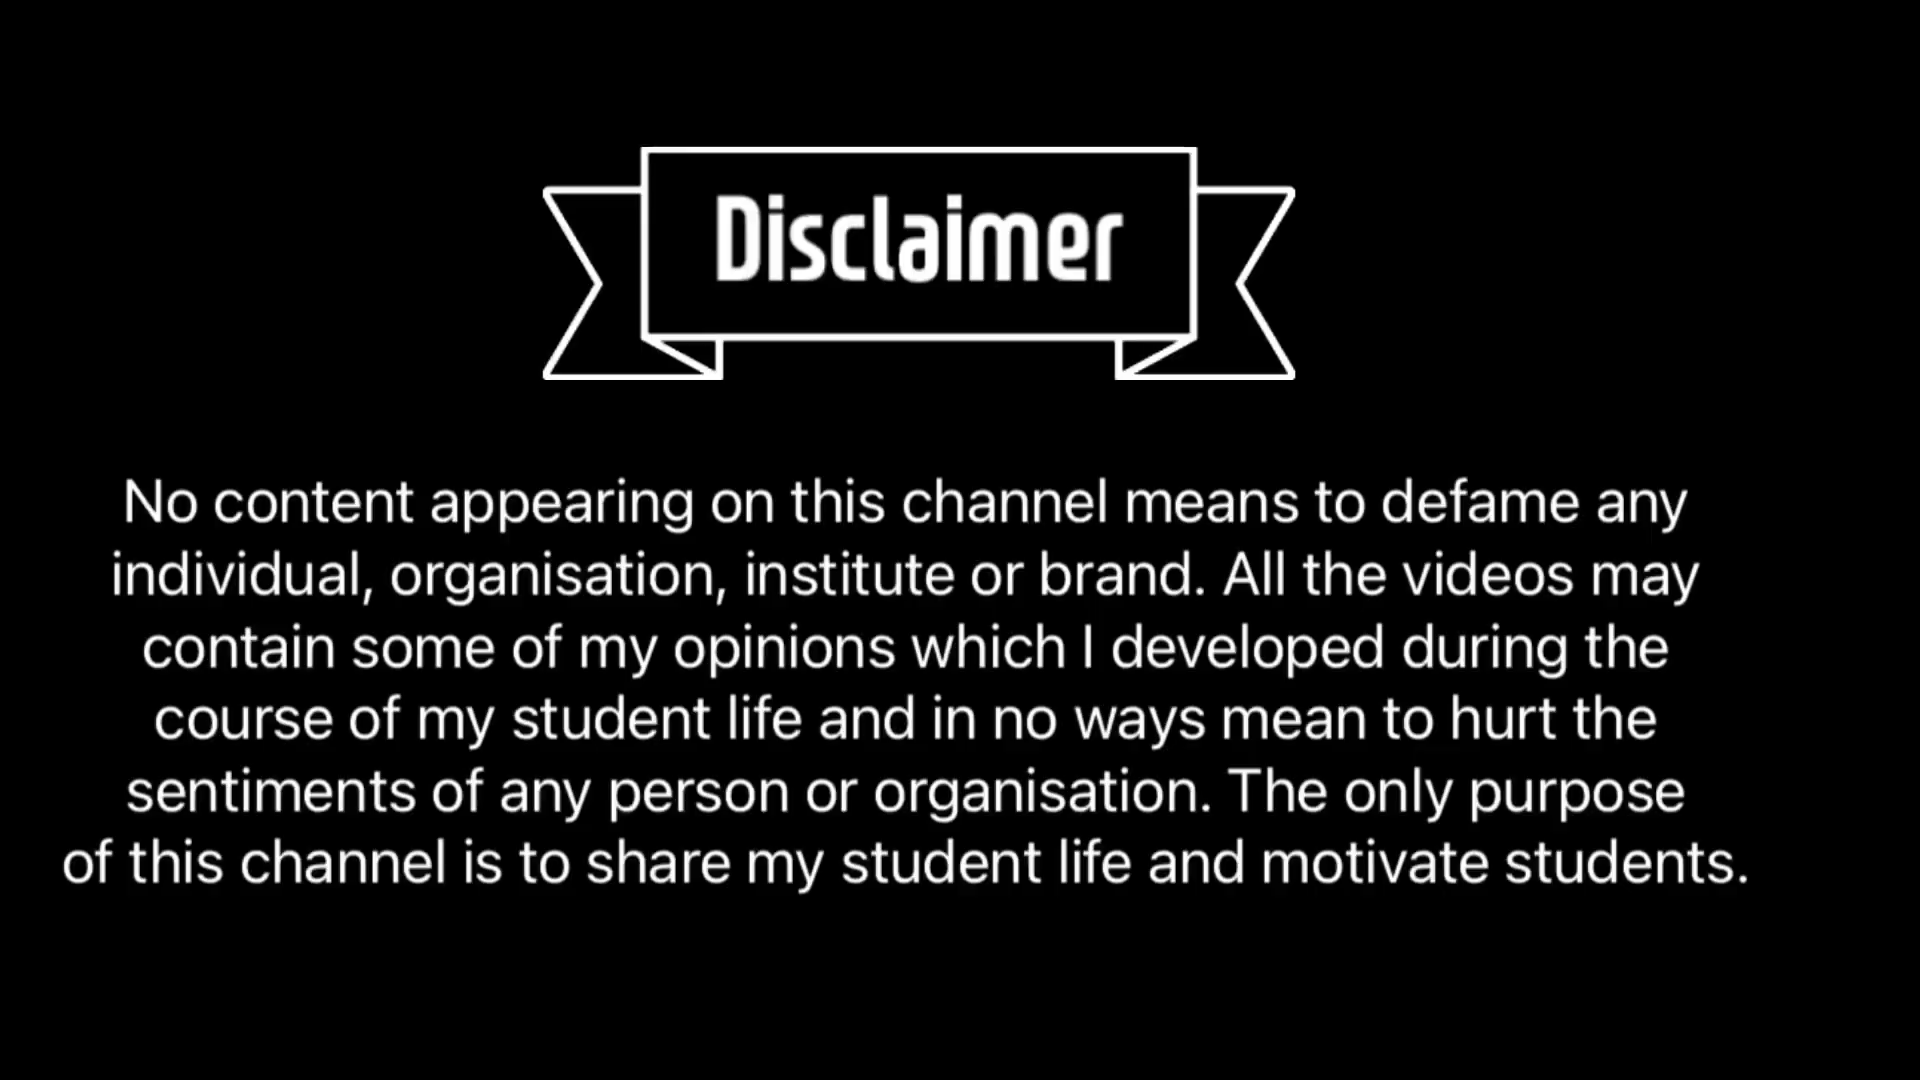 Disclaimer
No content appearing on this channel means to defame any
individual, organisation, institute or brand. All the videos may
contain some of my opinions which I developed during the
course of my student life and in no ways mean to hurt the
sentiments of any person or organisation. The only purpose
of this channel is to share my student life and motivate students.